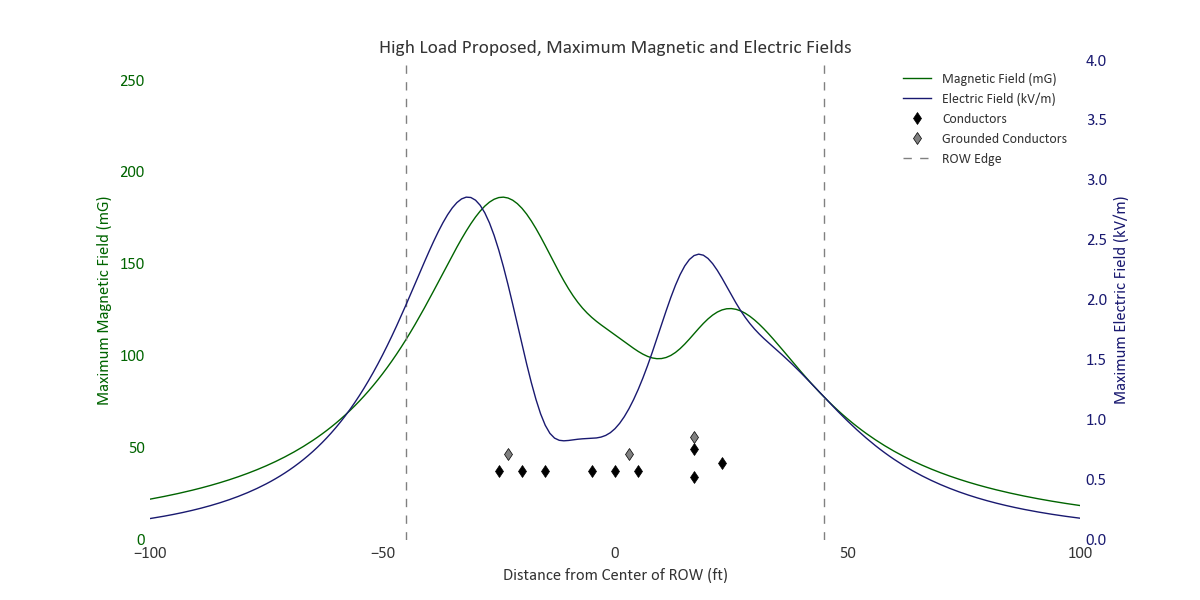 High Load Proposed, Maximum Magnetic and Electric Fields
Magnetic Field (mG)
Electric Field (kV/m)
Conductors
Grounded Conductors
ROW Edge
Maximum Magnetic Field (mG)
250
200
150
100
50
0
4.0
3.5
3.0
2.5
2.0
1.5
1.0
0.5
0.0
Maximum Electric Field (kV/m)
−100 −50 0 50 100
Distance from Center of ROW (ft)